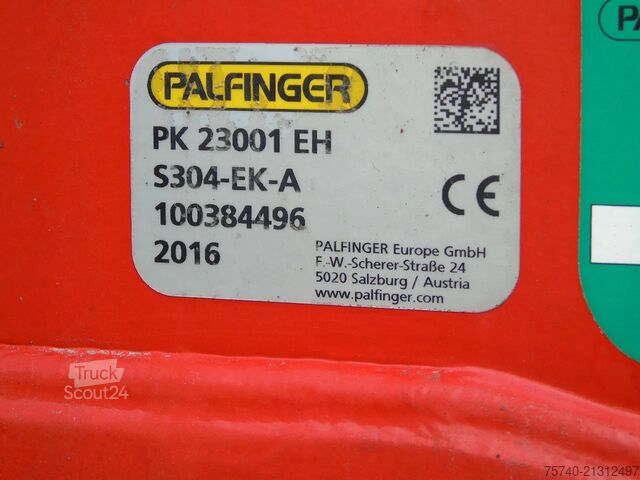 PALFINGER
PK 23001 EH
S304-EK-A
100384496
2016
PALFINGER Europe GmbH
F.-W.-Scherer-Straße 24
5020 Salzburg / Austria
www.palfinger.com
CE
PA
Truck
Scout24
75740-21312497